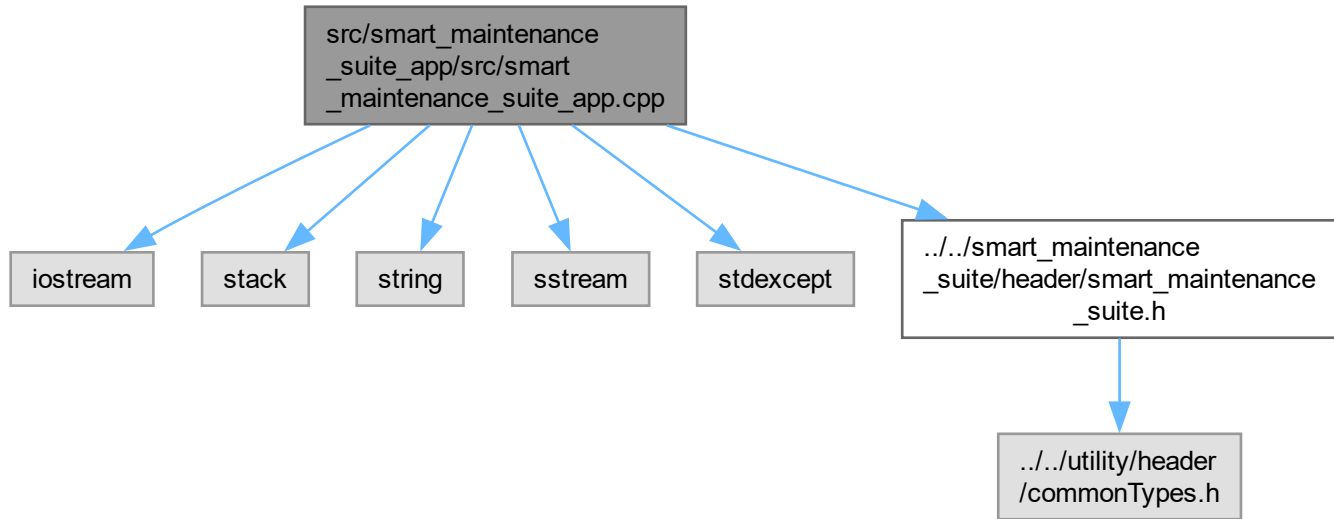 src/smart_maintenance
_suite_app/src/smart
_maintenance_suite_app.cpp
iostream
stack
string
sstream
stdexcept
../../smart_maintenance
_suite/header/smart_maintenance
_suite.h
../../utility/header
/commonTypes.h